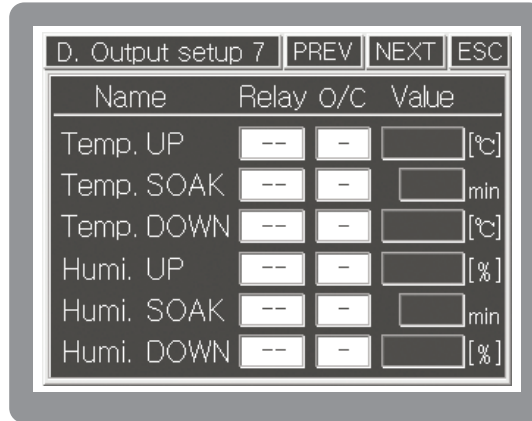 D. Output setup 7 PREV NEXT ESC
Name Relay O/C Value
Temp. UP -- - [℃]
Temp. SOAK -- - min
Temp. DOWN -- - [℃]
Humi. UP -- - [%]
Humi. SOAK -- - min
Humi. DOWN -- - [%]